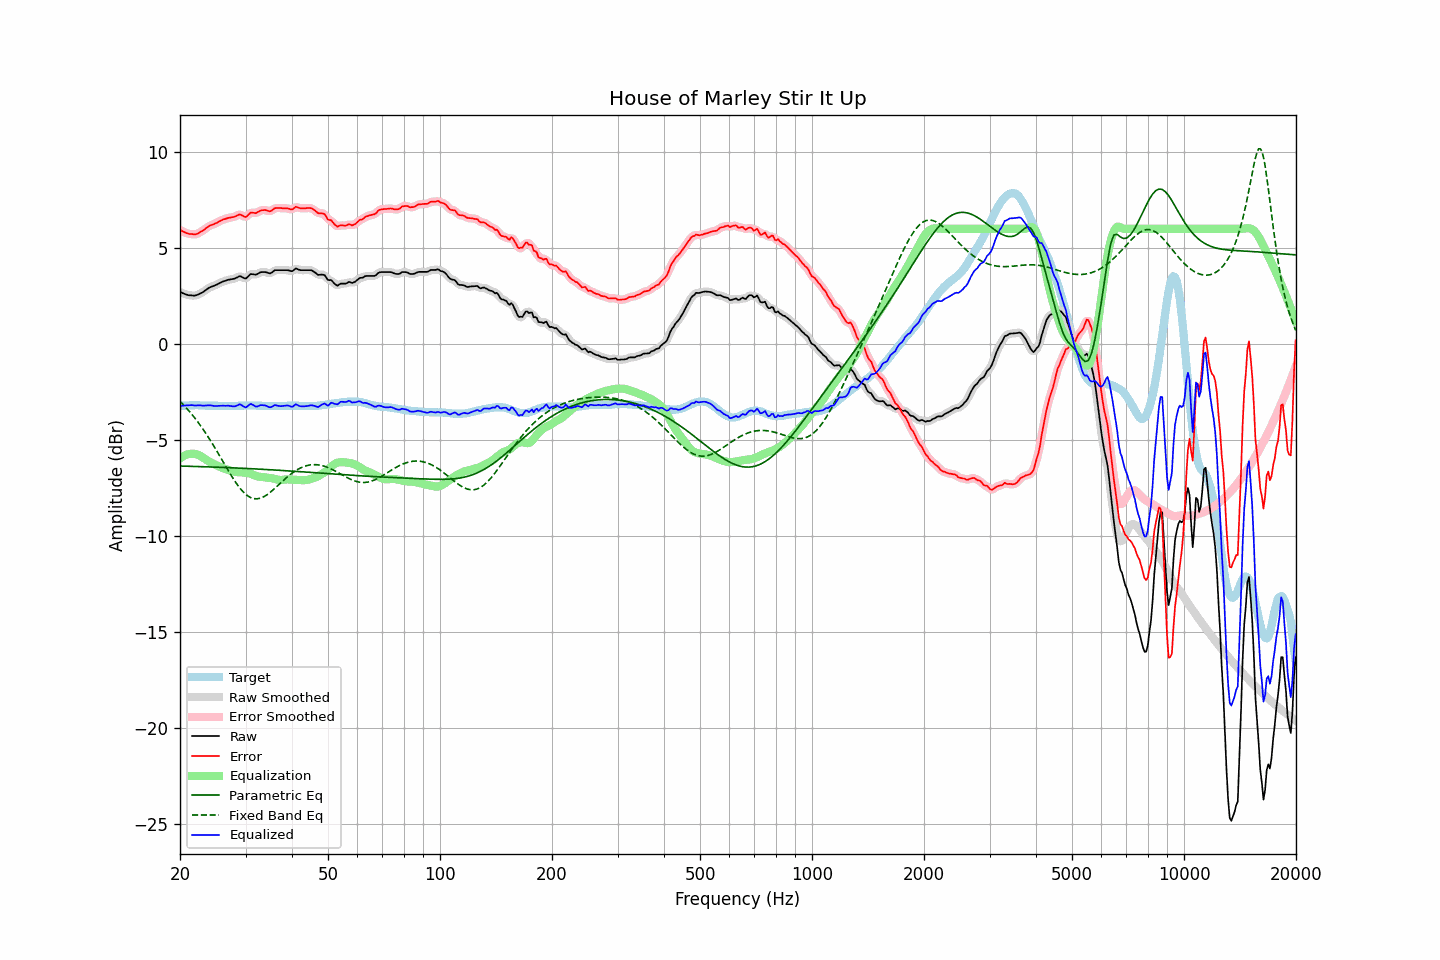 House of Marley Stir It Up
Amplitude (dBr)
10
5
0
−5
−10
−15
−20
−25
Target
Raw Smoothed
Error Smoothed
Raw
Error
Equalization
Parametric Eq
Fixed Band Eq
Equalized
20 50 100 200 500 1000 2000 5000 10000 20000
Frequency (Hz)